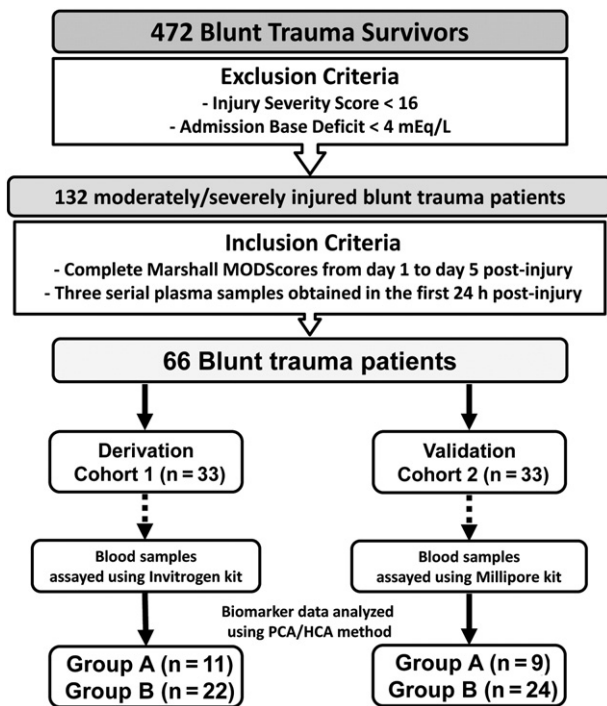 472 Blunt Trauma Survivors
Exclusion Criteria
- Injury Severity Score < 16
- Admission Base Deficit < 4 mEq/L
132 moderately/severely injured blunt trauma patients
Inclusion Criteria
- Complete Marshall MODScores from day 1 to day 5 post-injury
- Three serial plasma samples obtained in the first 24 h post-injury
66 Blunt trauma patients
Derivation
Cohort 1 (n = 33)
Validation
Cohort 2 (n = 33)
Blood samples
assayed using Invitrogen kit
Blood samples
assayed using Millipore kit
Biomarker data analyzed
using PCA/HCA method
Group A (n = 11)
Group B (n = 22)
Group A (n = 9)
Group B (n = 24)